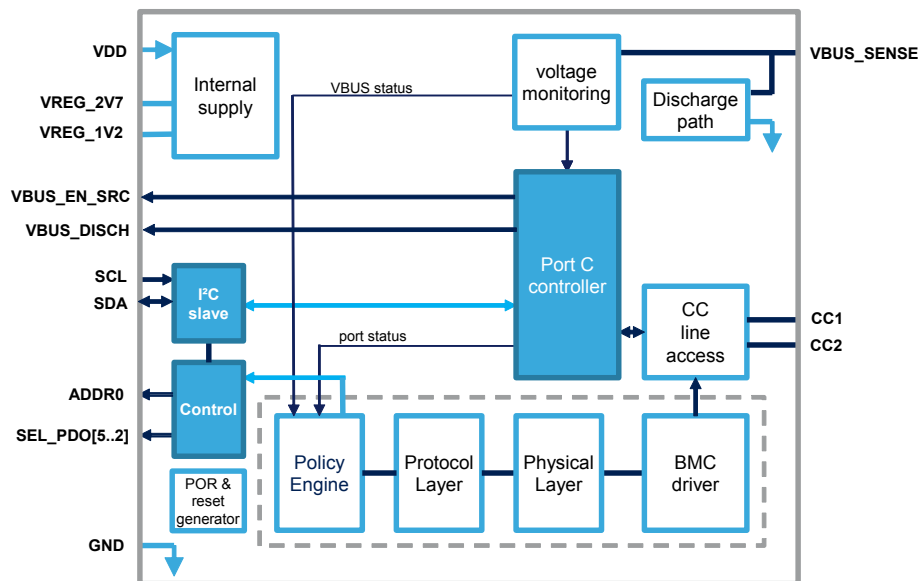 VDD
VREG_2V7
VREG_1V2
Internal
supply
VBUS status
voltage
monitoring
Discharge
path
VBUS_SENSE
VBUS_EN_SRC
VBUS_DISCH
Port C
controller
SCL
SDA
I²C
slave
port status
CC
line
access
CC1
CC2
ADDR0
SEL_PDO[5..2]
Control
Policy
Engine
Protocol
Layer
Physical
Layer
BMC
driver
POR &
reset
generator
GND